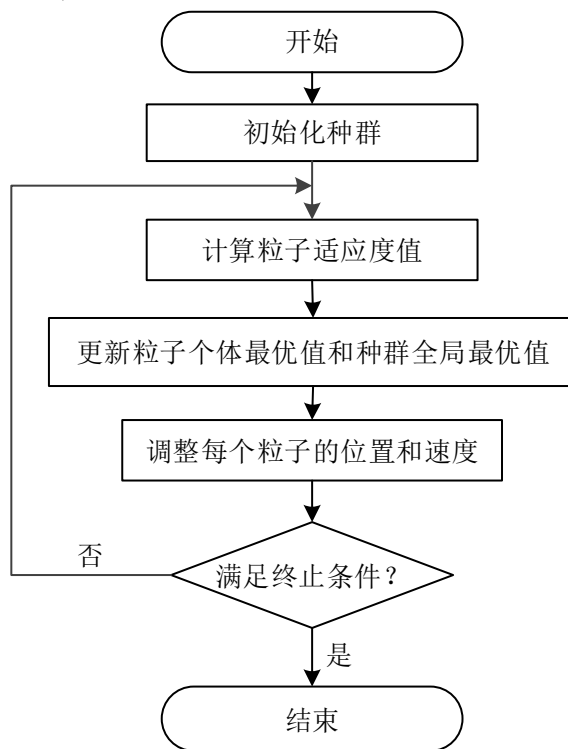 开始
初始化种群
计算粒子适应度值
更新粒子个体最优值和种群全局最优值
调整每个粒子的位置和速度
否
满足终止条件？
是
结束